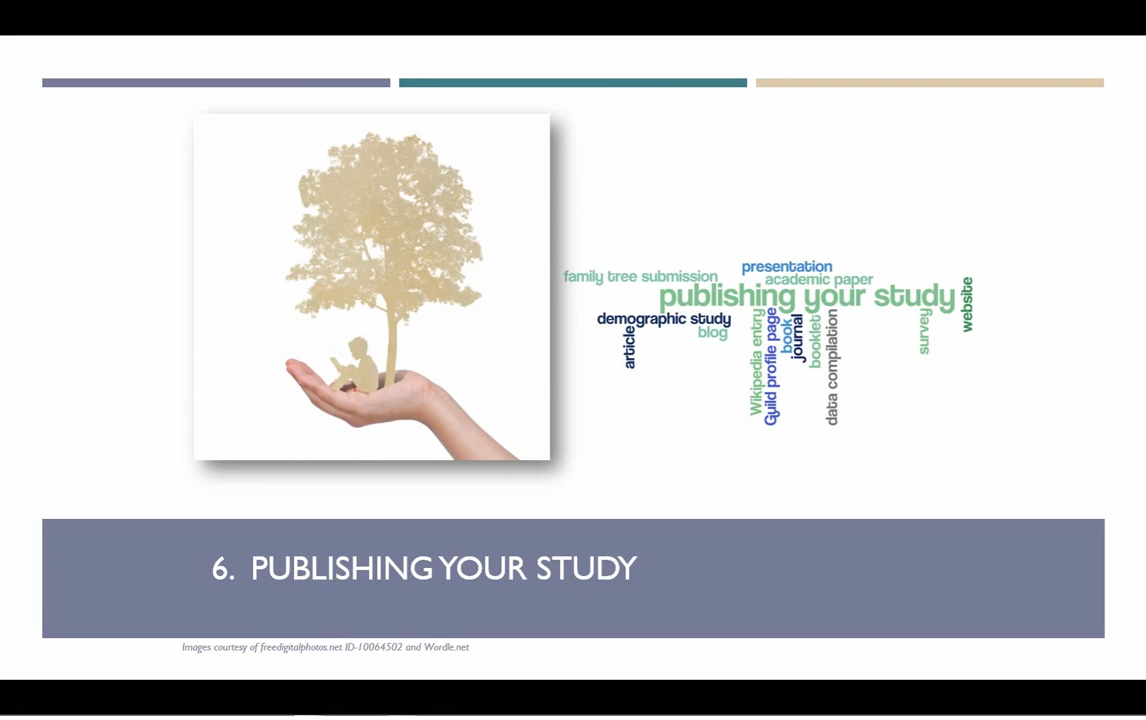 presentation
family tree submission
academic paper
publishing your study
website
demographic study
blog
article
Wikipedia entry
Guild profile page
book
journal
booklet
data compilation
survey
6. PUBLISHING YOUR STUDY
Images courtesy of freedigitalphotos.net ID-10064502 and Wordle.net